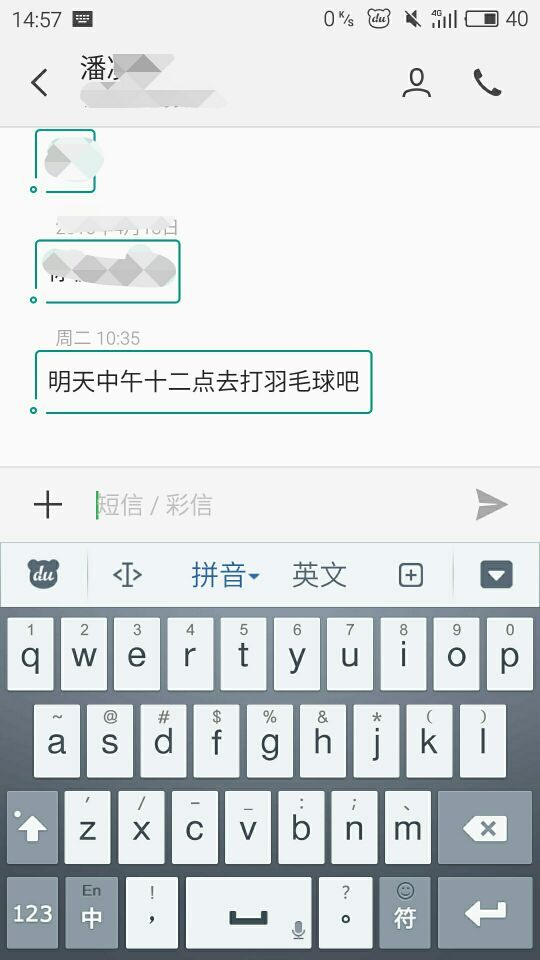 14:57
0 K/s du 4G 40
潘
周二 10:35
明天中午十二点去打羽毛球吧
短信 / 彩信
du 拼音 英文
1 2 3 4 5 6 7 8 9 0
q w e r t y u i o p
~ @ # $ % & * ( )
a s d f g h j k l
′ / − _ : ; 、
z x c v b n m
En ! ?
123 中 , 。 符